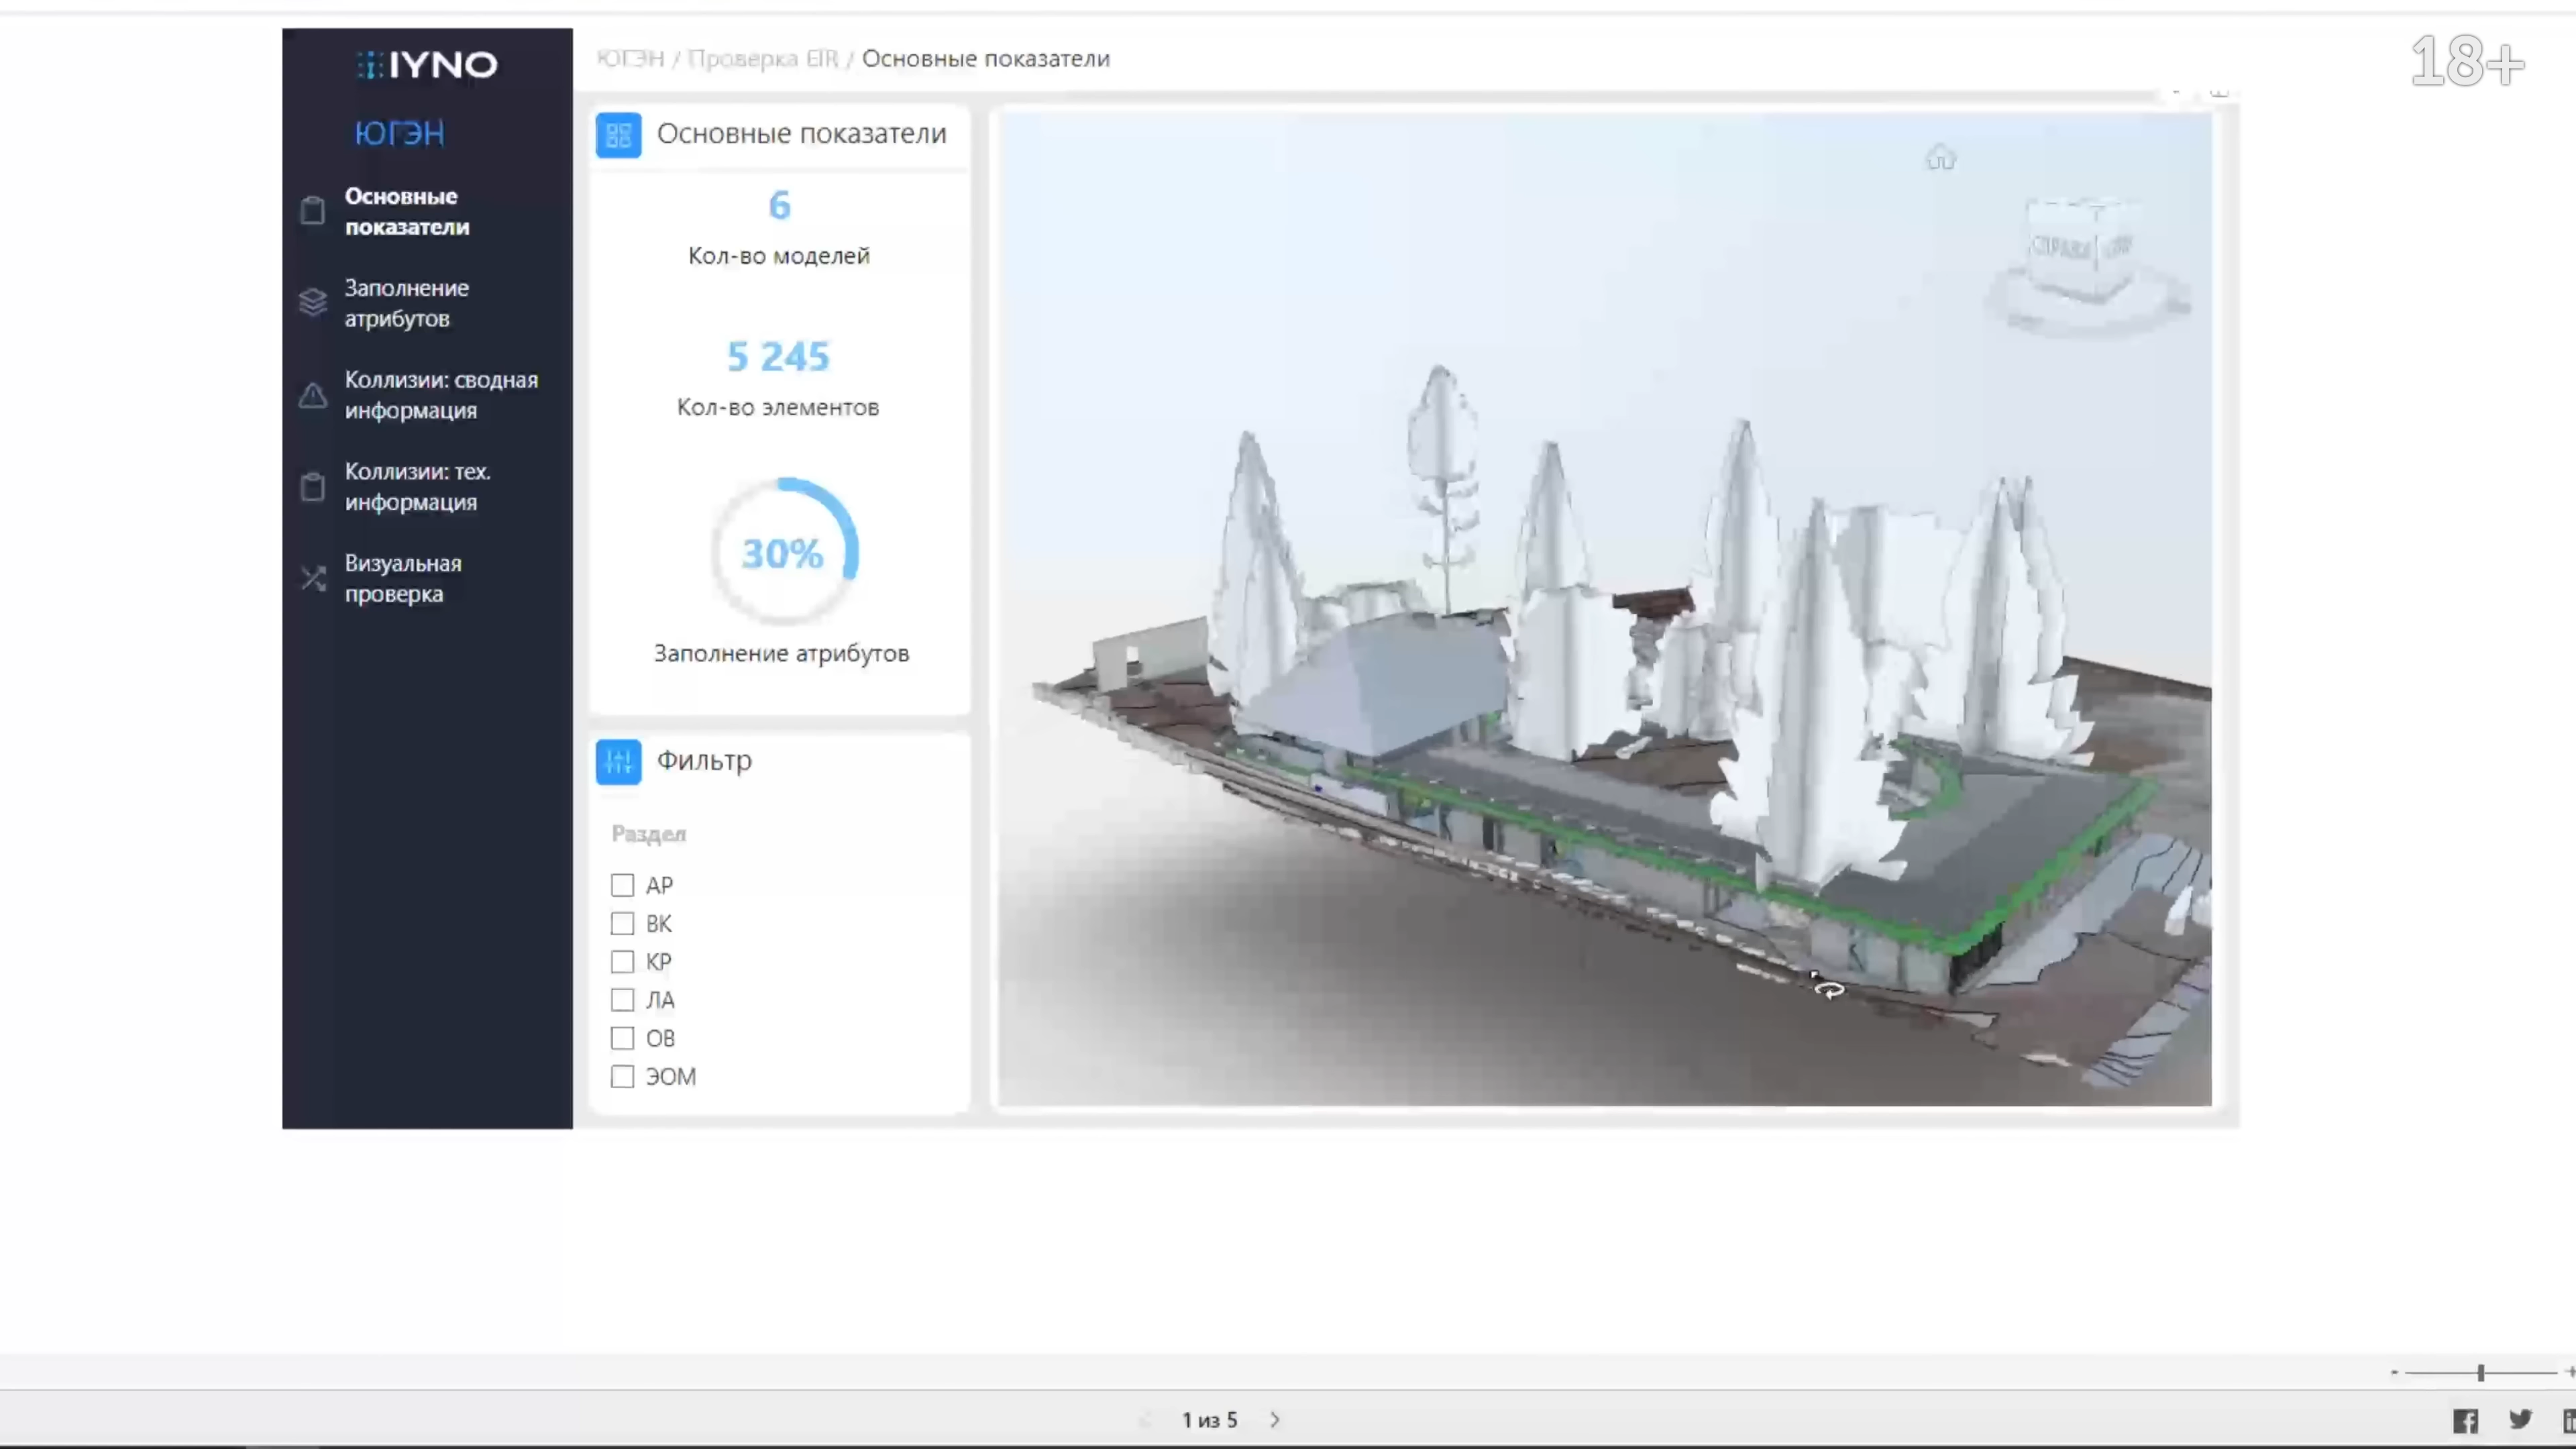 18+
IYNO
ЮГЭН
Основные
показатели
Заполнение
атрибутов
Коллизии: сводная
информация
Коллизии: тех.
информация
Визуальная
проверка
ЮГЭН / Проверка EIR / Основные показатели
Основные показатели
6
Кол-во моделей
5 245
Кол-во элементов
30%
Заполнение атрибутов
Фильтр
Раздел
АР
ВК
КР
ЛА
ОВ
ЭОМ
СПРАВА
1 из 5